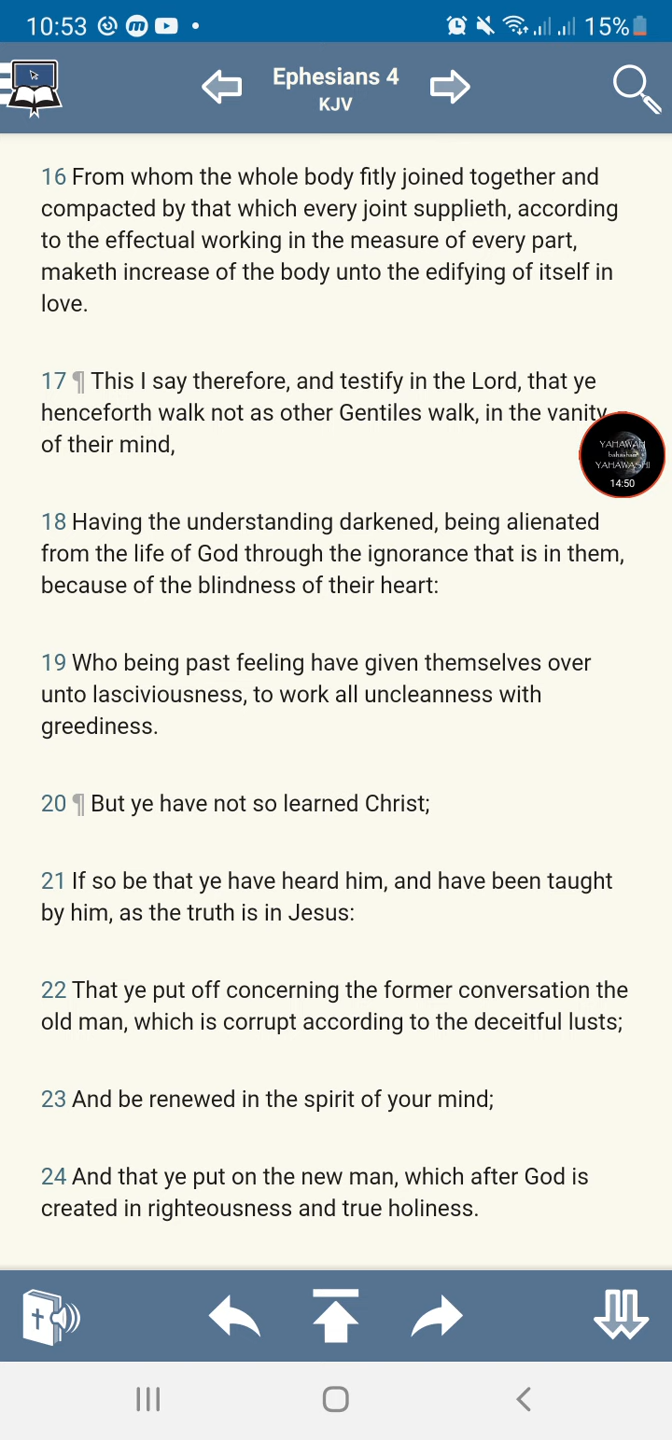 10:53 15%
Ephesians 4
KJV
16 From whom the whole body fitly joined together and
compacted by that which every joint supplieth, according
to the effectual working in the measure of every part,
maketh increase of the body unto the edifying of itself in
love.
17 ¶ This I say therefore, and testify in the Lord, that ye
henceforth walk not as other Gentiles walk, in the vanity
of their mind,
YAHAWAH
bahasham
YAHAWASHI
14:50
18 Having the understanding darkened, being alienated
from the life of God through the ignorance that is in them,
because of the blindness of their heart:
19 Who being past feeling have given themselves over
unto lasciviousness, to work all uncleanness with
greediness.
20 ¶ But ye have not so learned Christ;
21 If so be that ye have heard him, and have been taught
by him, as the truth is in Jesus:
22 That ye put off concerning the former conversation the
old man, which is corrupt according to the deceitful lusts;
23 And be renewed in the spirit of your mind;
24 And that ye put on the new man, which after God is
created in righteousness and true holiness.